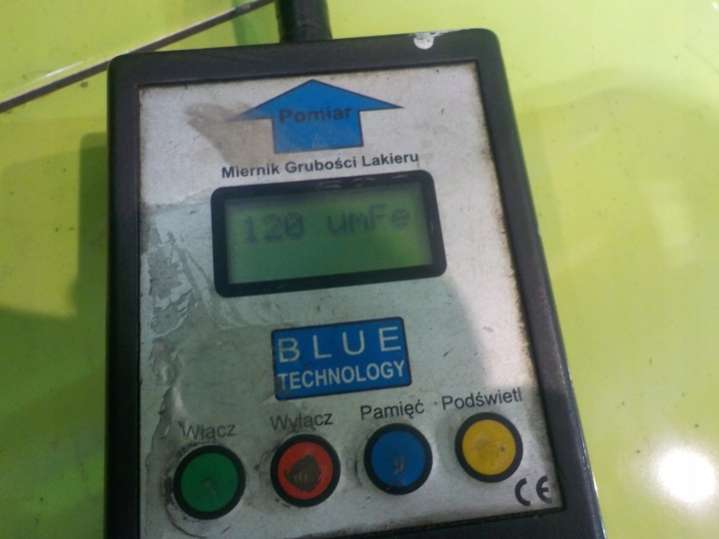 Pomiar
Miernik Grubości Lakieru
120 umFe
BLUE
TECHNOLOGY
Włącz Wyłącz Pamięć Podświetl
CE